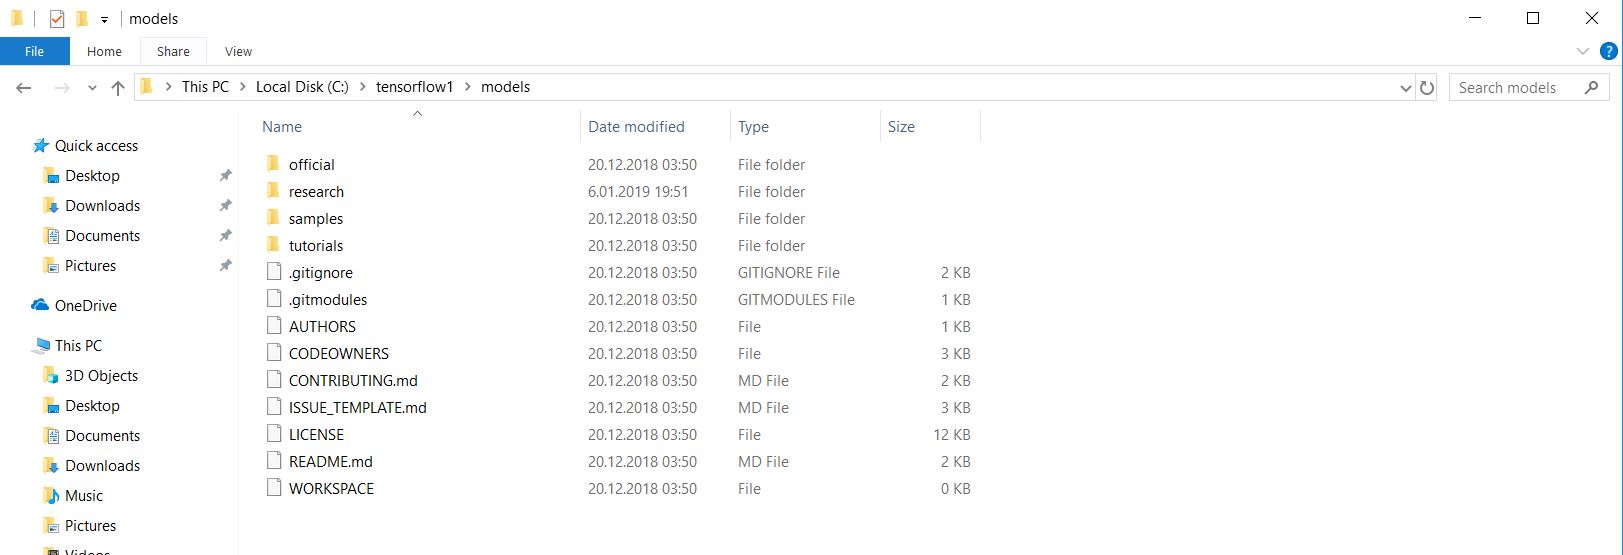 models
File Home Share View
This PC Local Disk (C:) tensorflow1 models
Search models
Name Date modified Type Size
Quick access
Desktop
Downloads
Documents
Pictures
OneDrive
This PC
3D Objects
Desktop
Documents
Downloads
Music
Pictures
Videos
official 20.12.2018 03:50 File folder
research 6.01.2019 19:51 File folder
samples 20.12.2018 03:50 File folder
tutorials 20.12.2018 03:50 File folder
.gitignore 20.12.2018 03:50 GITIGNORE File 2 KB
.gitmodules 20.12.2018 03:50 GITMODULES File 1 KB
AUTHORS 20.12.2018 03:50 File 1 KB
CODEOWNERS 20.12.2018 03:50 File 3 KB
CONTRIBUTING.md 20.12.2018 03:50 MD File 2 KB
ISSUE_TEMPLATE.md 20.12.2018 03:50 MD File 3 KB
LICENSE 20.12.2018 03:50 File 12 KB
README.md 20.12.2018 03:50 MD File 2 KB
WORKSPACE 20.12.2018 03:50 File 0 KB